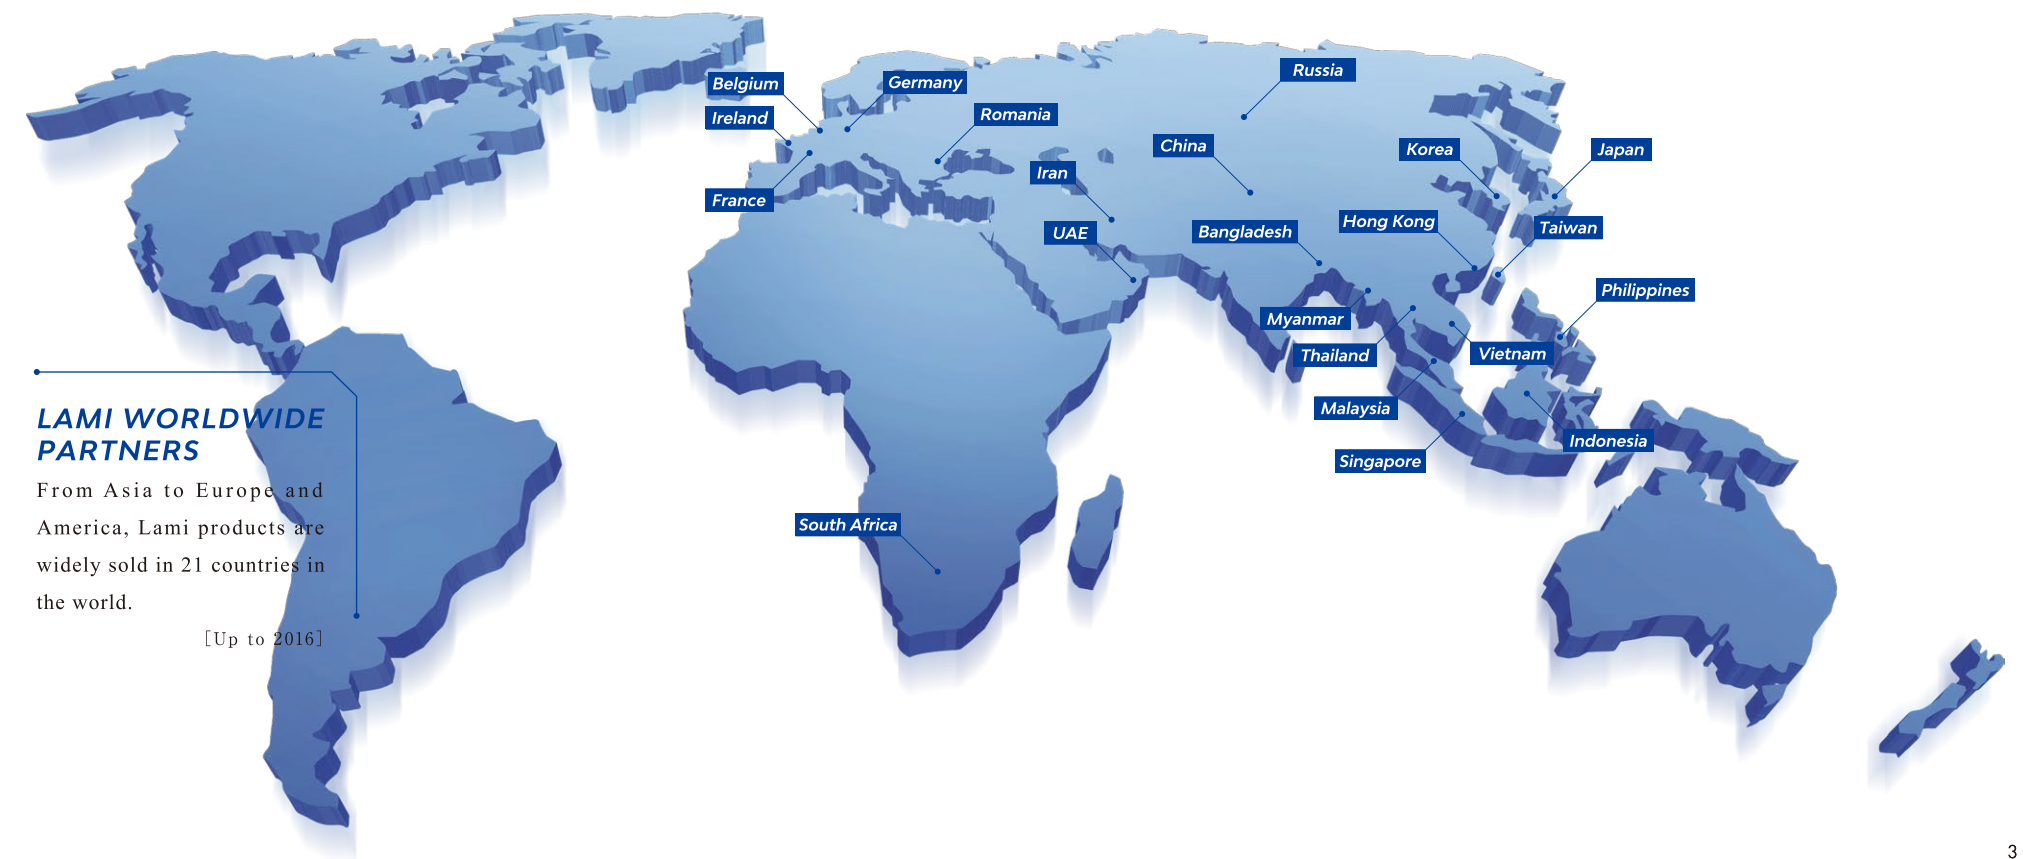 Belgium
Germany
Russia
Ireland
Romania
China
Korea
Japan
Iran
France
UAE
Bangladesh
Hong Kong
Taiwan
Philippines
Myanmar
Thailand
Vietnam
Malaysia
Indonesia
Singapore
South Africa
LAMI WORLDWIDE
PARTNERS
From Asia to Europe and
America, Lami products are
widely sold in 21 countries in
the world.
[Up to 2016]
3